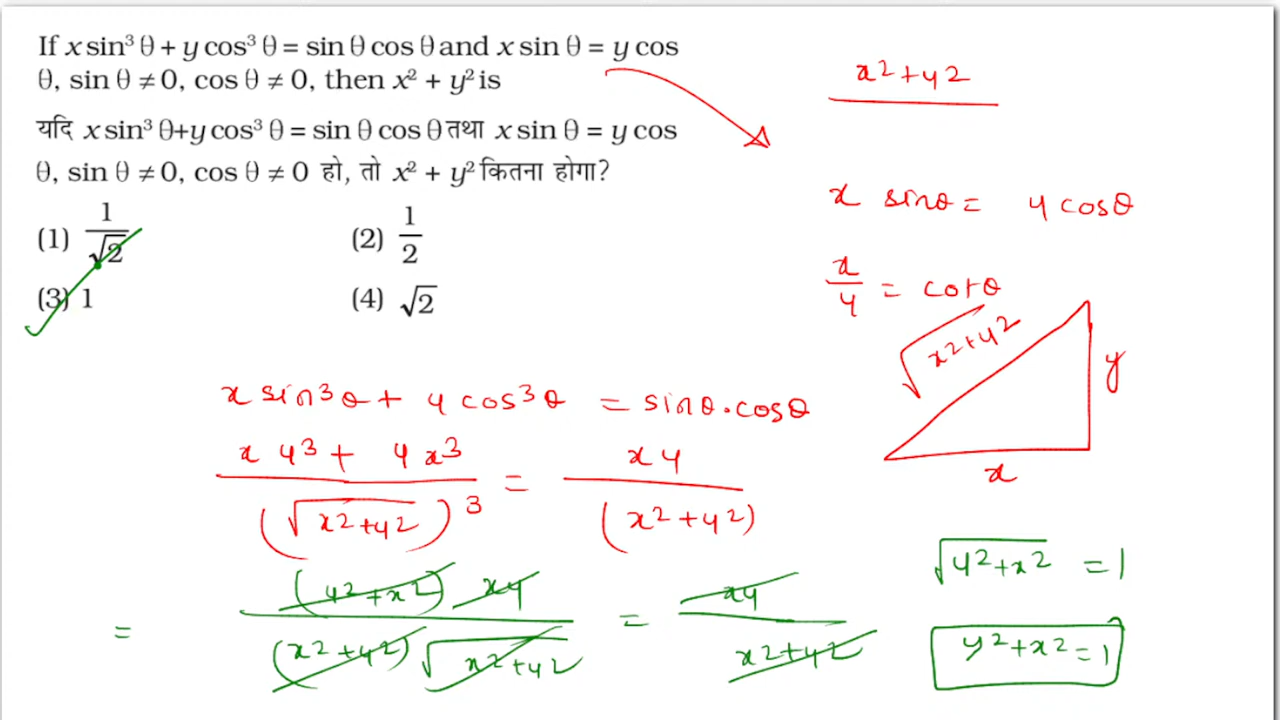 If x sin³ θ + y cos³ θ = sin θ cos θ and x sin θ = y cos
θ, sin θ ≠ 0, cos θ ≠ 0, then x² + y² is
यदि x sin³ θ+y cos³ θ = sin θ cos θ तथा x sin θ = y cos
θ, sin θ ≠ 0, cos θ ≠ 0 हो, तो x² + y² कितना होगा?
(1) 1/√2 (2) 1/2
(3) 1 (4) √2
x²+y²
x sinθ = y cosθ
x/y = cotθ
√x²+y²
y
x
x sin³θ + y cos³θ = sinθ.cosθ
(x y³ + y x³)/(√x²+y²)³ = xy/(x²+y²)
= (y²+x²) xy/(x²+y²) √x²+y² = xy/x²+y²
√y²+x² = 1
y²+x² = 1